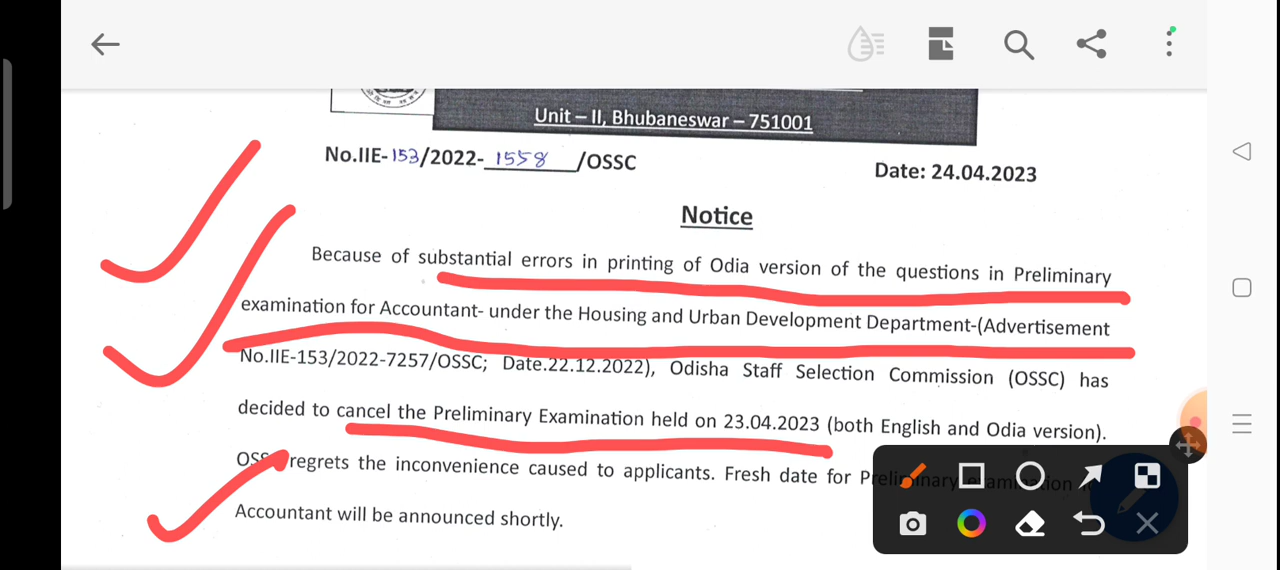 Unit – II, Bhubaneswar – 751001
No.IIE-153/2022-1558/OSSC
Date: 24.04.2023
Notice
Because of substantial errors in printing of Odia version of the questions in Preliminary
examination for Accountant- under the Housing and Urban Development Department-(Advertisement
No.IIE-153/2022-7257/OSSC; Date.22.12.2022), Odisha Staff Selection Commission (OSSC) has
decided to cancel the Preliminary Examination held on 23.04.2023 (both English and Odia version).
regrets the inconvenience caused to applicants. Fresh date for Preliminary examination
Accountant will be announced shortly.